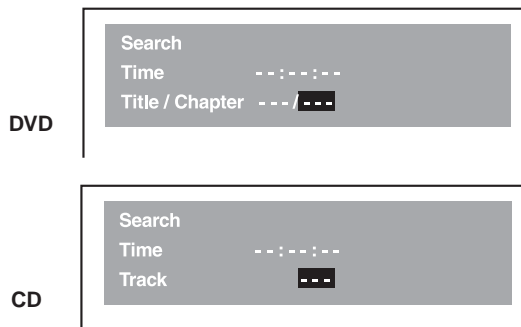 Search
Time --:--:--
Title / Chapter ---/---
DVD
Search
Time --:--:--
Track ---
CD